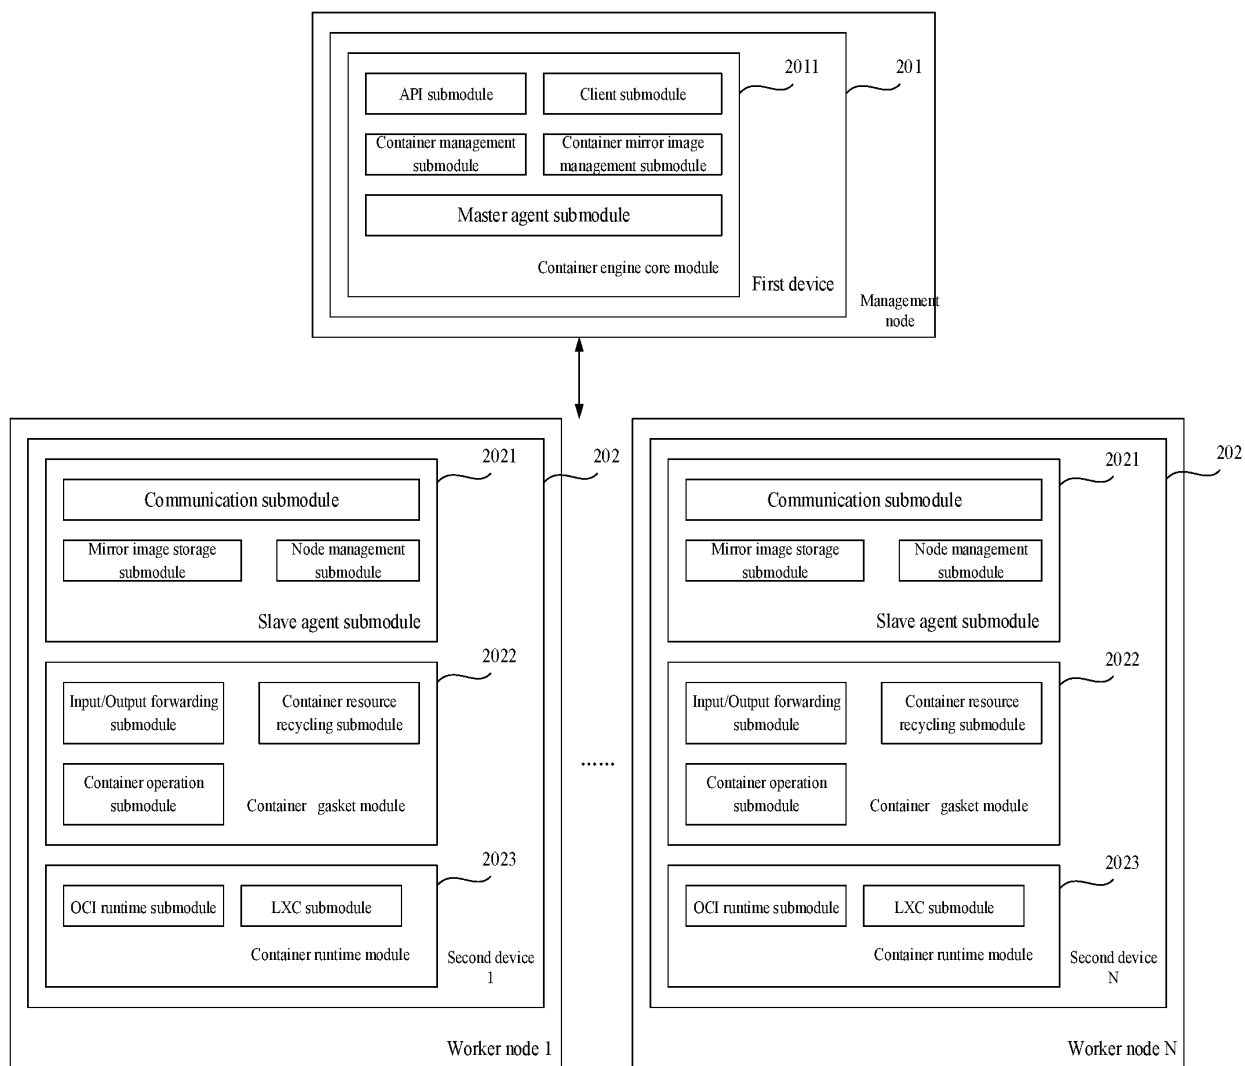 2011
201
API submodule
Client submodule
Container management
submodule
Container mirror image
management submodule
Master agent submodule
Container engine core module
First device
Management
node
2021
202
Communication submodule
Mirror image storage
submodule
Node management
submodule
Slave agent submodule
2022
Input/Output forwarding
submodule
Container resource
recycling submodule
Container operation
submodule
Container gasket module
2023
OCI runtime submodule
LXC submodule
Container runtime module
Second device
1
Worker node 1
......
2021
202
Communication submodule
Mirror image storage
submodule
Node management
submodule
Slave agent submodule
2022
Input/Output forwarding
submodule
Container resource
recycling submodule
Container operation
submodule
Container gasket module
2023
OCI runtime submodule
LXC submodule
Container runtime module
Second device
N
Worker node N